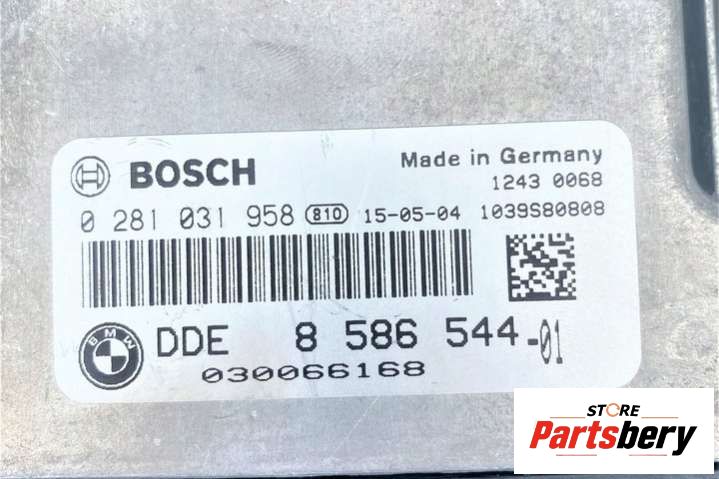 BOSCH
Made in Germany
1243 0068
0 281 031 958 810 15-05-04 1039S80808
BMW
DDE 8 586 544-01
030066168
STORE
Partsbery